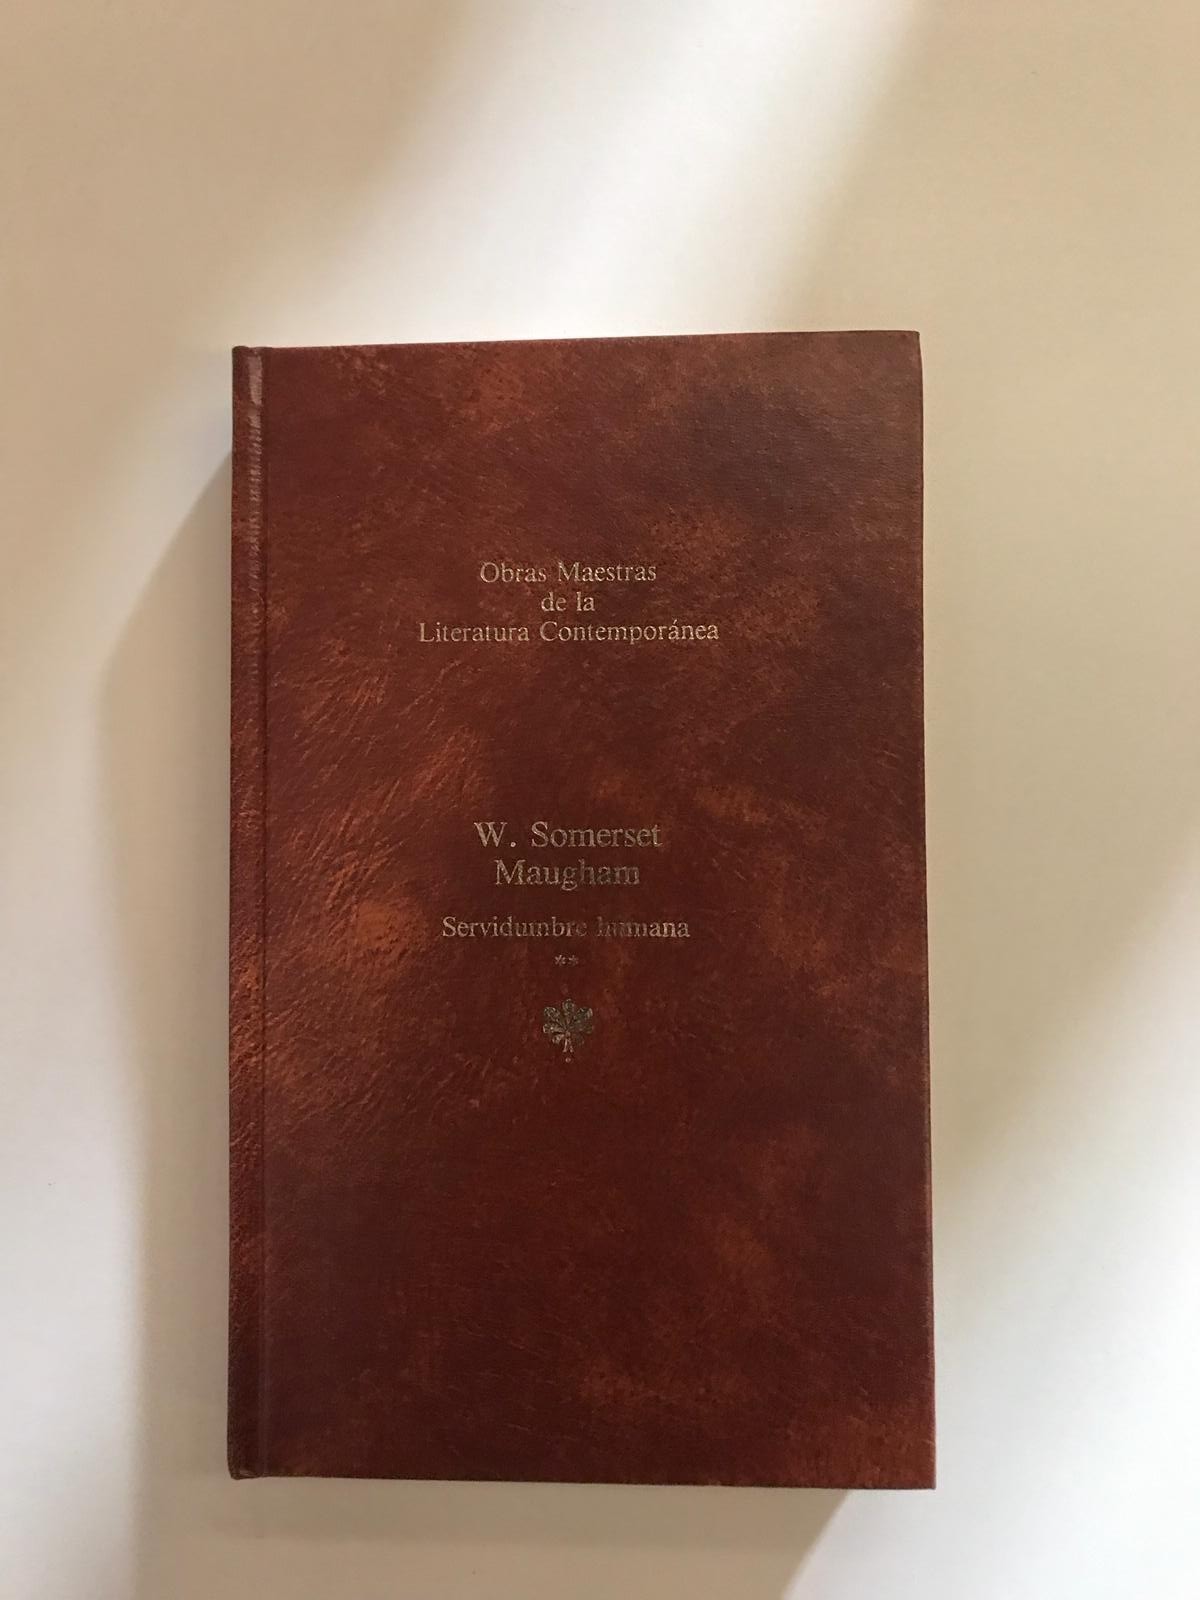 Obras Maestras
de la
Literatura Contemporánea
W. Somerset
Maugham
Servidumbre humana
**